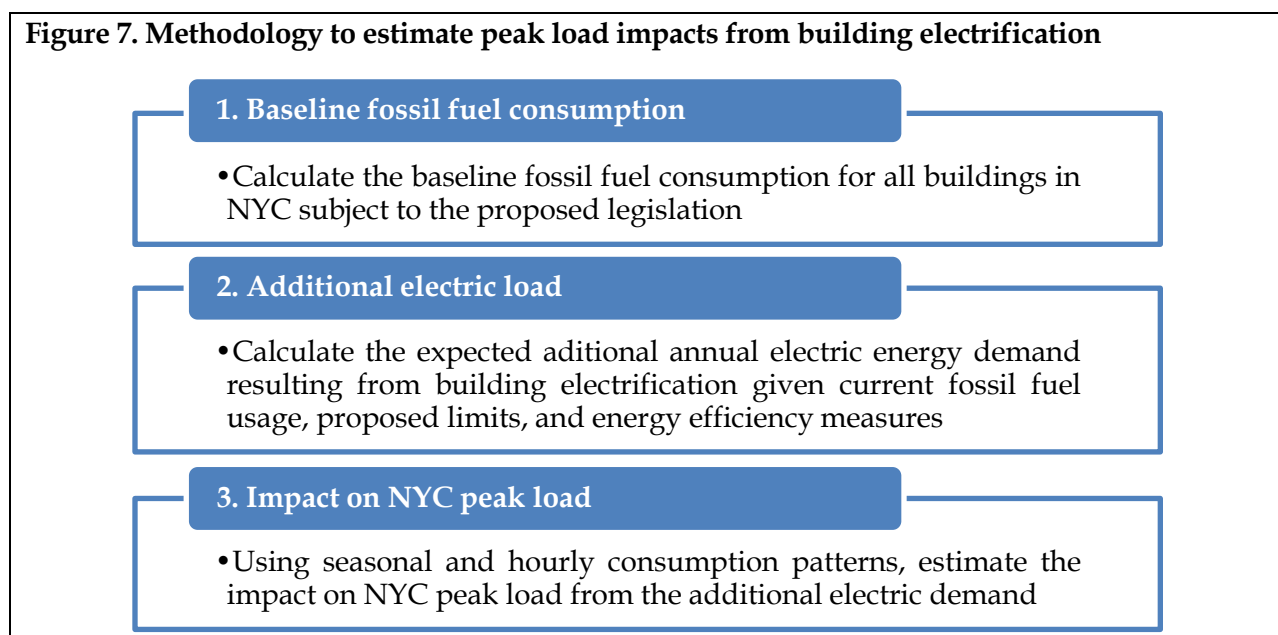 Figure 7. Methodology to estimate peak load impacts from building electrification
1. Baseline fossil fuel consumption
•Calculate the baseline fossil fuel consumption for all buildings in
NYC subject to the proposed legislation
2. Additional electric load
•Calculate the expected aditional annual electric energy demand
resulting from building electrification given current fossil fuel
usage, proposed limits, and energy efficiency measures
3. Impact on NYC peak load
•Using seasonal and hourly consumption patterns, estimate the
impact on NYC peak load from the additional electric demand